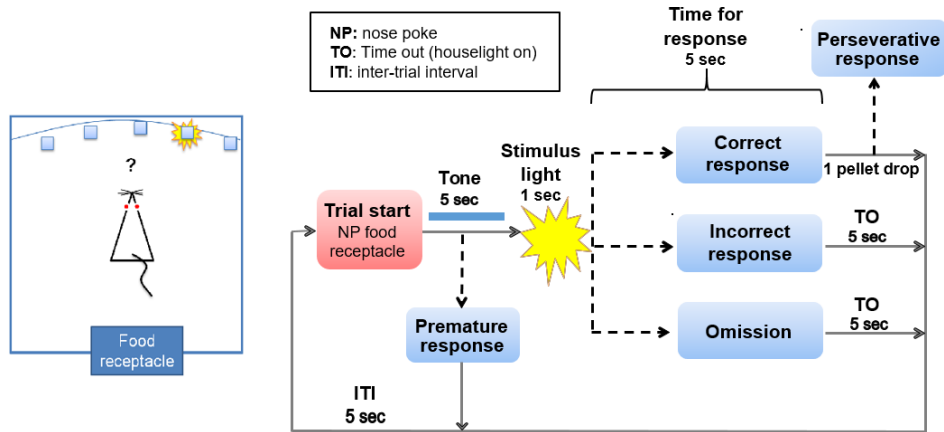 NP: nose poke
TO: Time out (houselight on)
ITI: inter-trial interval
Time for
response
5 sec
Perseverative
response
?
Food
receptacle
Trial start
NP food
receptacle
Tone
5 sec
Stimulus
light
1 sec
Correct
response
1 pellet drop
Incorrect
response
TO
5 sec
Omission
TO
5 sec
Premature
response
ITI
5 sec